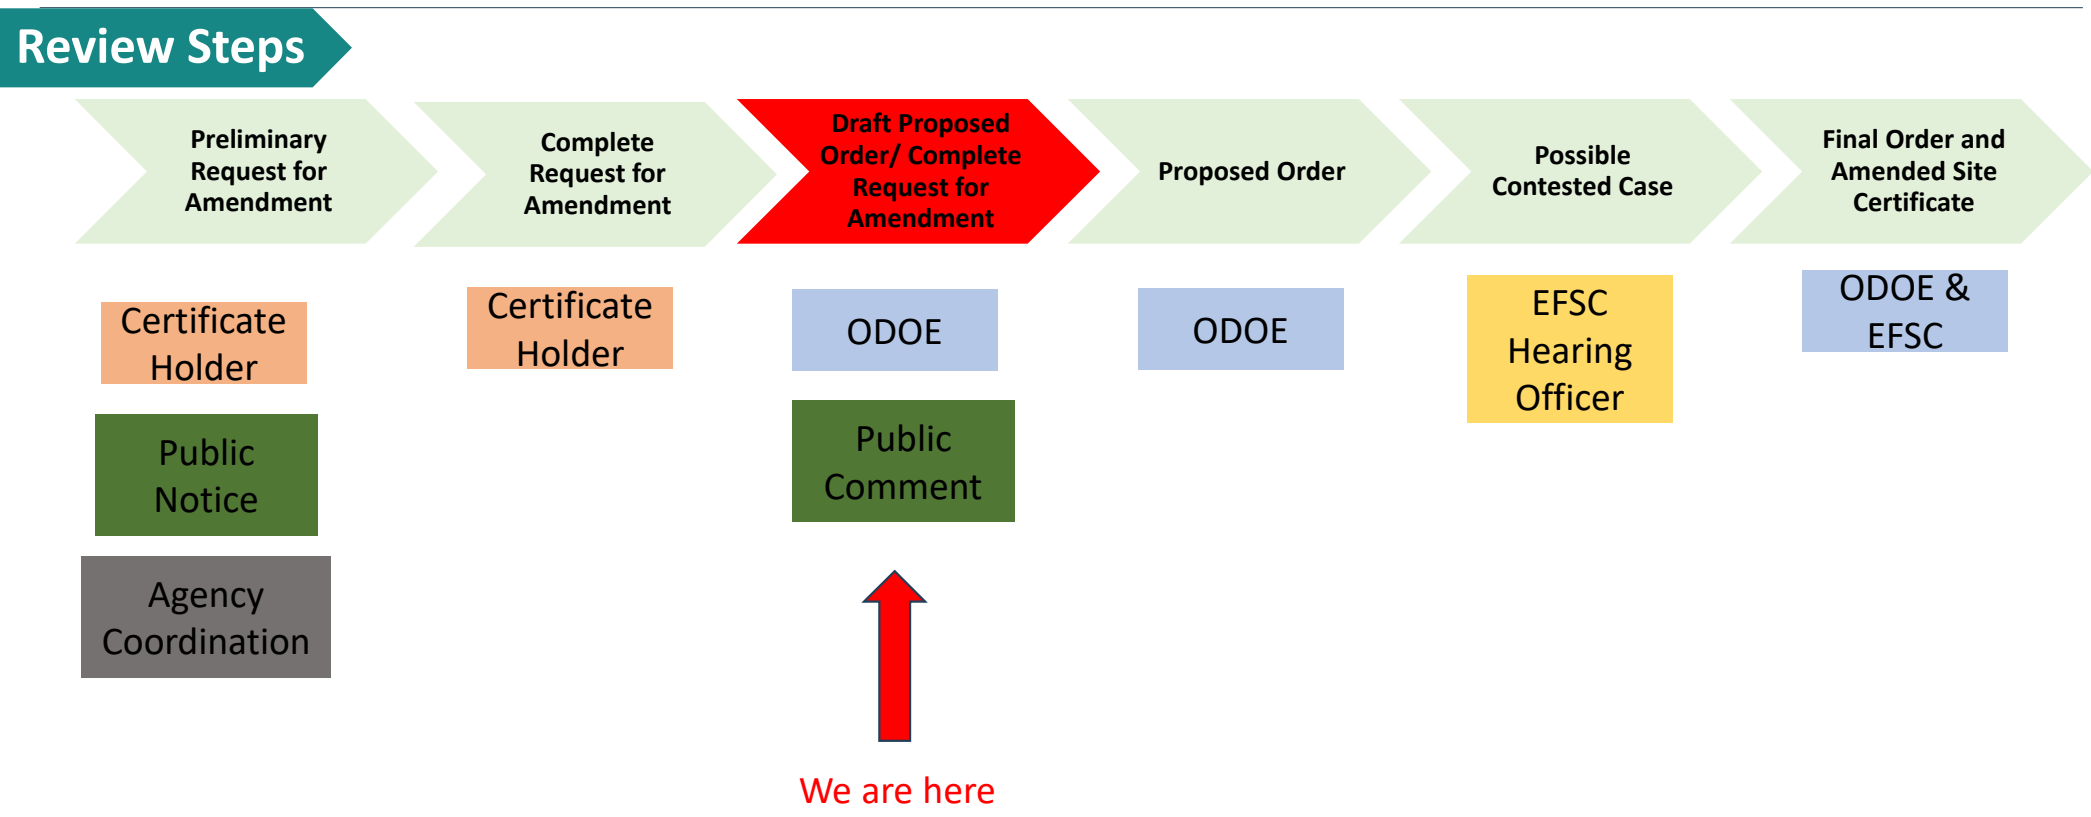 Review Steps
Preliminary
Request for
Amendment
Complete
Request for
Amendment
Draft Proposed
Order/ Complete
Request for
Amendment
Proposed Order
Possible
Contested Case
Final Order and
Amended Site
Certificate
Certificate
Holder
Certificate
Holder
ODOE
ODOE
EFSC
Hearing
Officer
ODOE &
EFSC
Public
Notice
Public
Comment
Agency
Coordination
We are here